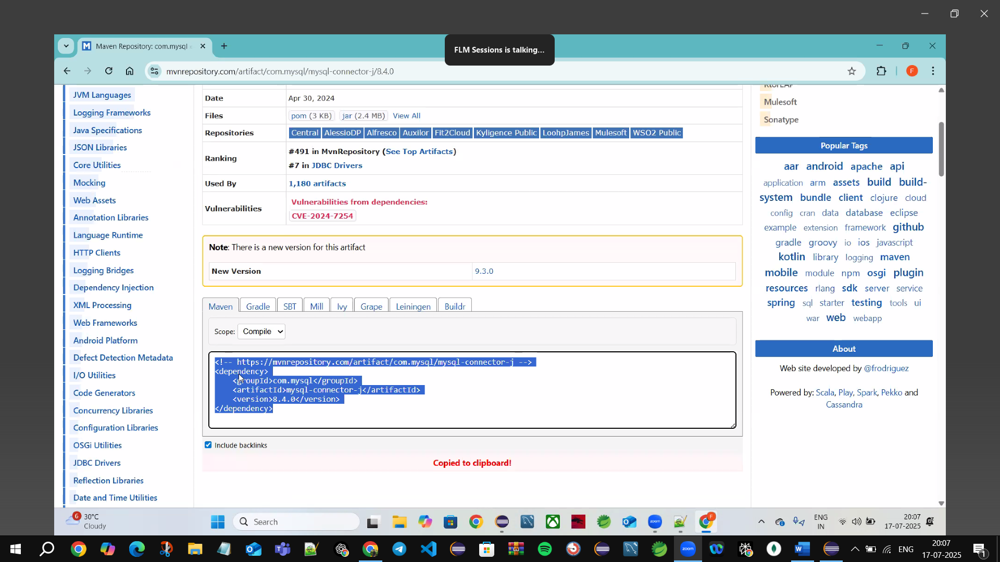 Maven Repository: com.mysql
FLM Sessions is talking...
mvnrepository.com/artifact/com.mysql/mysql-connector-j/8.4.0
F
JVM Languages
Logging Frameworks
Java Specifications
JSON Libraries
Core Utilities
Mocking
Web Assets
Annotation Libraries
Language Runtime
HTTP Clients
Logging Bridges
Dependency Injection
XML Processing
Web Frameworks
Android Platform
Defect Detection Metadata
I/O Utilities
Code Generators
Concurrency Libraries
Configuration Libraries
OSGi Utilities
JDBC Drivers
Reflection Libraries
Date and Time Utilities
Date Apr 30, 2024
Files pom (3 KB) jar (2.4 MB) View All
Repositories Central AlessioDP Alfresco Auxilor Fit2Cloud Kyligence Public LoohpJames Mulesoft WSO2 Public
Ranking
#491 in MvnRepository (See Top Artifacts)
#7 in JDBC Drivers
Used By 1,180 artifacts
Vulnerabilities
Vulnerabilities from dependencies:
CVE-2024-7254
Note: There is a new version for this artifact
New Version 9.3.0
Maven Gradle SBT Mill Ivy Grape Leiningen Buildr
Scope: Compile
<!-- https://mvnrepository.com/artifact/com.mysql/mysql-connector-j -->
<dependency>
<groupId>com.mysql</groupId>
<artifactId>mysql-connector-j</artifactId>
<version>8.4.0</version>
</dependency>
Include backlinks
Copied to clipboard!
Mulesoft
Sonatype
Popular Tags
aar android apache api
application arm assets build build-
system bundle client clojure cloud
config cran data database eclipse
example extension framework github
gradle groovy io ios javascript
kotlin library logging maven
mobile module npm osgi plugin
resources rlang sdk server service
spring sql starter testing tools ui
war web webapp
About
Web site developed by @frodriguez
Powered by: Scala, Play, Spark, Pekko and
Cassandra
6
30°C
Cloudy
Search
zoom
F
ENG
IN
20:07
17-07-2025
zoom
ENG
20:07
17-07-2025
1